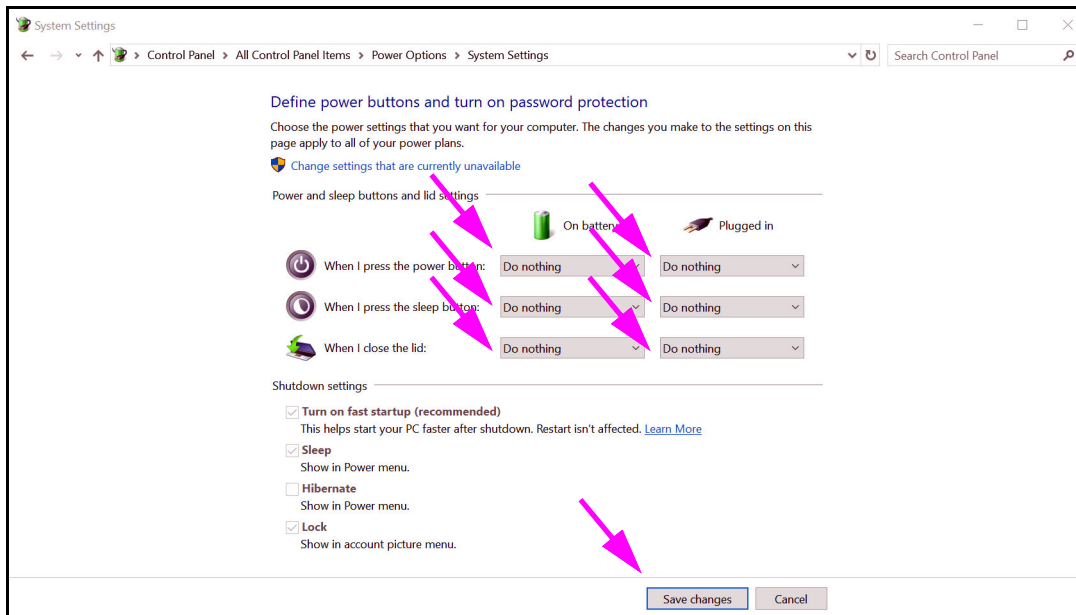 System Settings
Control Panel > All Control Panel Items > Power Options > System Settings
Search Control Panel
Define power buttons and turn on password protection
Choose the power settings that you want for your computer. The changes you make to the settings on this
page apply to all of your power plans.
Change settings that are currently unavailable
Power and sleep buttons and lid settings
On battery Plugged in
When I press the power button: Do nothing Do nothing
When I press the sleep button: Do nothing Do nothing
When I close the lid: Do nothing Do nothing
Shutdown settings
Turn on fast startup (recommended)
This helps start your PC faster after shutdown. Restart isn't affected. Learn More
Sleep
Show in Power menu.
Hibernate
Show in Power menu.
Lock
Show in account picture menu.
Save changes Cancel